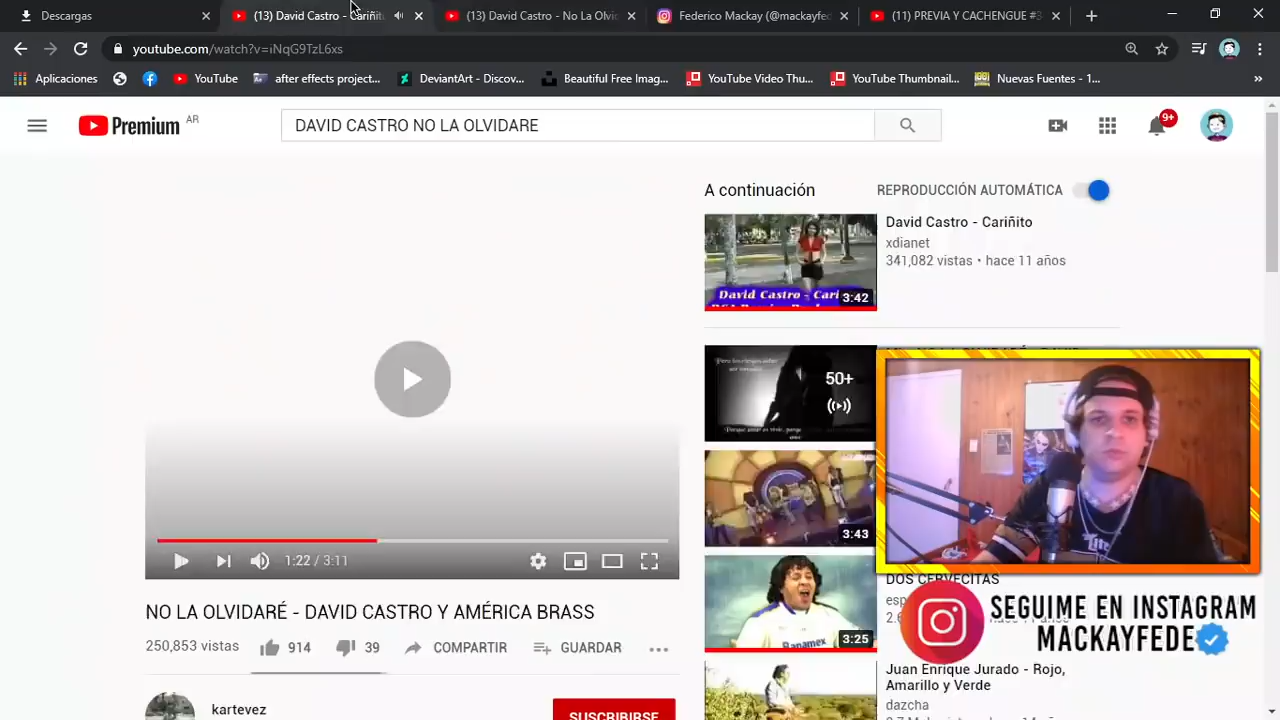 Descargas
(13) David Castro - Cariñit
(13) David Castro - No La Olvi
Federico Mackay (@mackayfed
(11) PREVIA Y CACHENGUE #3
youtube.com/watch?v=iNqG9TzL6xs
Aplicaciones
YouTube
after effects project...
DeviantArt - Discov...
Beautiful Free Imag...
YouTube Video Thu...
YouTube Thumbnail...
Nuevas Fuentes - 1...
»
Premium AR
DAVID CASTRO NO LA OLVIDARE
9+
A continuación
REPRODUCCIÓN AUTOMÁTICA
David Castro - Cariñito
xdianet
341,082 vistas • hace 11 años
David Castro - Cari
3:42
50+
3:43
1:22 / 3:11
DOS CERVECITAS
NO LA OLVIDARÉ - DAVID CASTRO Y AMÉRICA BRASS
250,853 vistas
914
39
COMPARTIR
GUARDAR
Banamex
3:25
SEGUIME EN INSTAGRAM
MACKAYFEDE
Juan Enrique Jurado - Rojo,
Amarillo y Verde
dazcha
kartevez
SUSCRIBIRSE